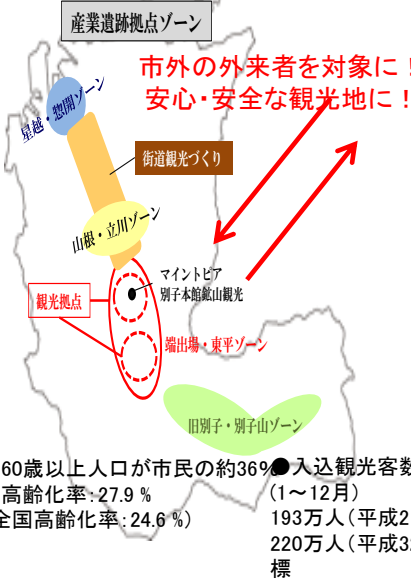 産業遺跡拠点ゾーン
市外の外来者を対象に！
安心・安全な観光地に！
星越・惣開ゾーン
街道観光づくり
山根・立川ゾーン
マイントピア
別子本館鉱山観光
観光拠点
端出場・東平ゾーン
旧別子・別子山ゾーン
60歳以上人口が市民の約36%
高齢化率：27.9 %
全国高齢化率：24.6 %)
●入込観光客数
(1～12月)
193万人（平成2
220万人（平成32
標